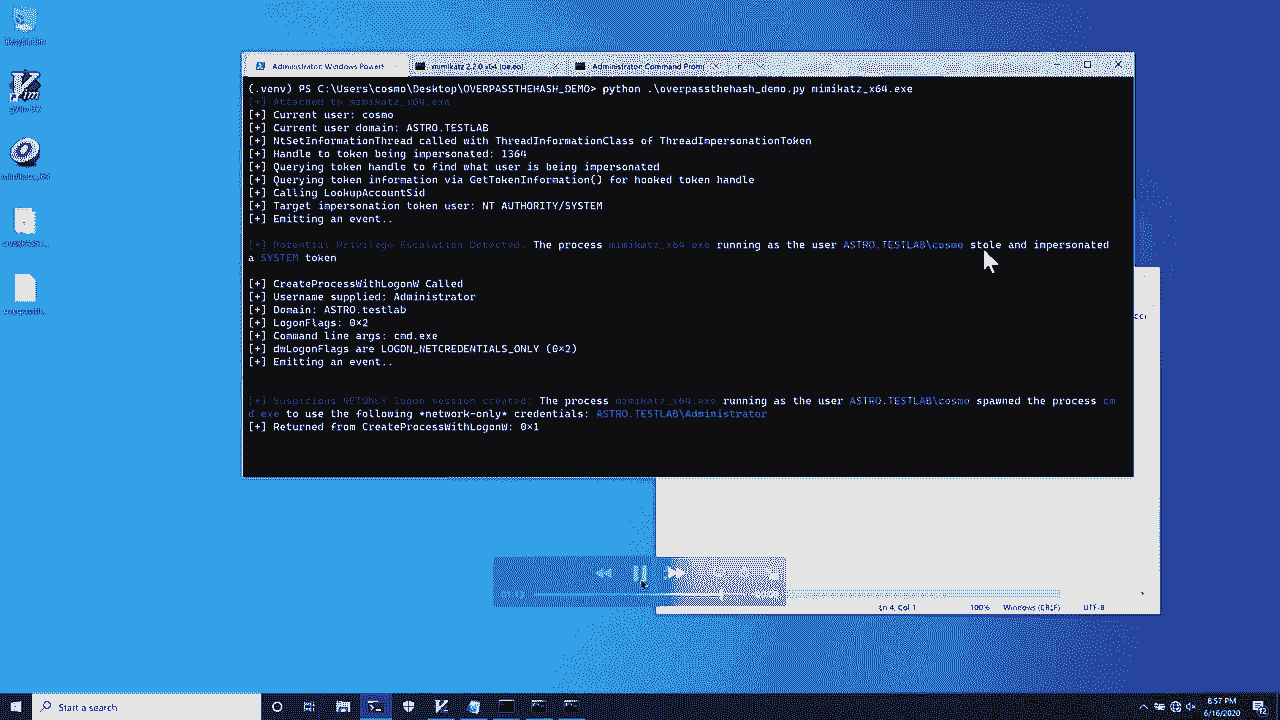 Recycle Bin
gVim 8.2
mimikatz_x64
Administrator: Windows PowerS
mimikatz 2.2.0 x64 (oe.eo)
Administrator: Command Prom
(.venv) PS C:\Users\cosmo\Desktop\OVERPASSTHEHASH_DEMO> python .\overpassthehash_demo.py mimikatz_x64.exe
[+] Attached to mimikatz_x64.exe
[+] Current user: cosmo
[+] Current user domain: ASTRO.TESTLAB
[+] NtSetInformationThread called with ThreadInformationClass of ThreadImpersonationToken
[+] Handle to token being impersonated: 1364
[+] Querying token handle to find what user is being impersonated
[+] Querying token information via GetTokenInformation() for hooked token handle
[+] Calling LookupAccountSid
[+] Target impersonation token user: NT AUTHORITY/SYSTEM
[+] Emitting an event..
[+] Potential Privilege Escalation Detected: The process mimikatz_x64.exe running as the user ASTRO.TESTLAB\cosmo stole and impersonated
a SYSTEM token
[+] CreateProcessWithLogonW Called
[+] Username supplied: Administrator
[+] Domain: ASTRO.testlab
[+] LogonFlags: 0×2
[+] Command line args: cmd.exe
[+] dwLogonFlags are LOGON_NETCREDENTIALS_ONLY (0×2)
[+] Emitting an event..
[+] Suspicious NETONLY logon session created: The process mimikatz_x64.exe running as the user ASTRO.TESTLAB\cosmo spawned the process cm
d.exe to use the following *network-only* credentials: ASTRO.TESTLAB\Administrator
[+] Returned from CreateProcessWithLogonW: 0×1
Ln 4, Col 1 100% Windows (CRLF) UTF-8
Start a search
6:57 PM
6/16/2020
12